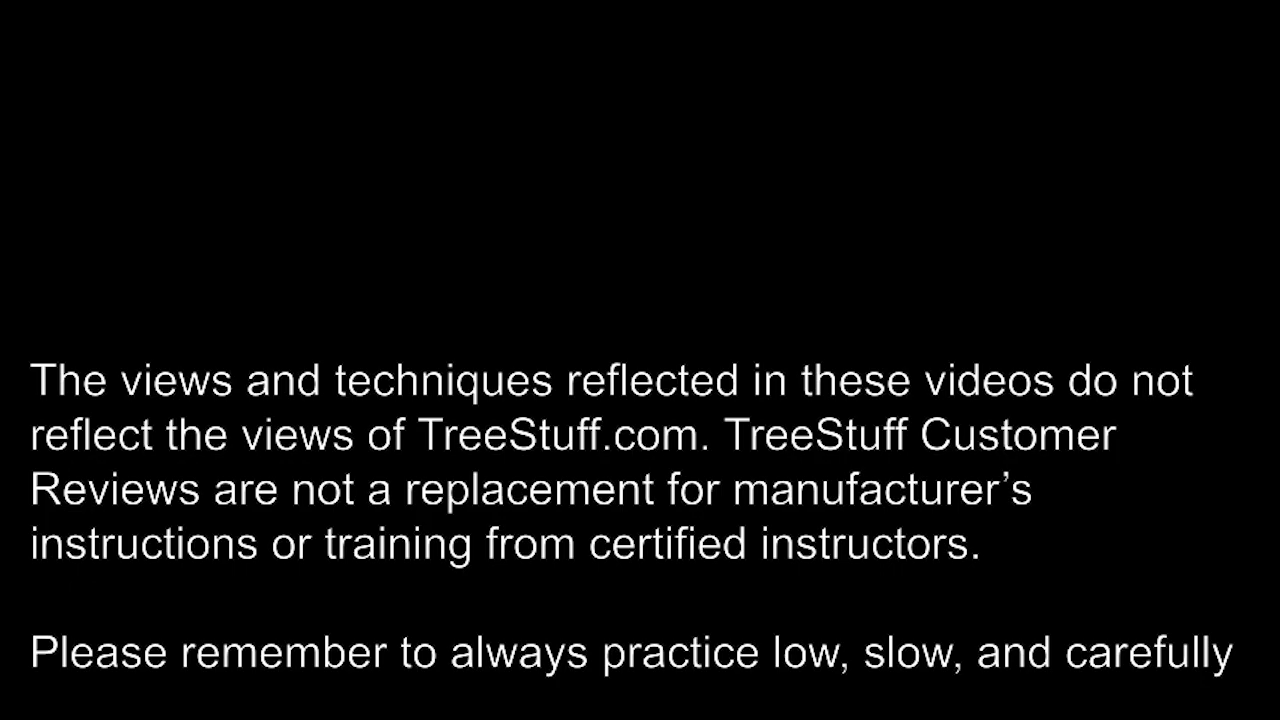 The views and techniques reflected in these videos do not
reflect the views of TreeStuff.com. TreeStuff Customer
Reviews are not a replacement for manufacturer’s
instructions or training from certified instructors.
Please remember to always practice low, slow, and carefully